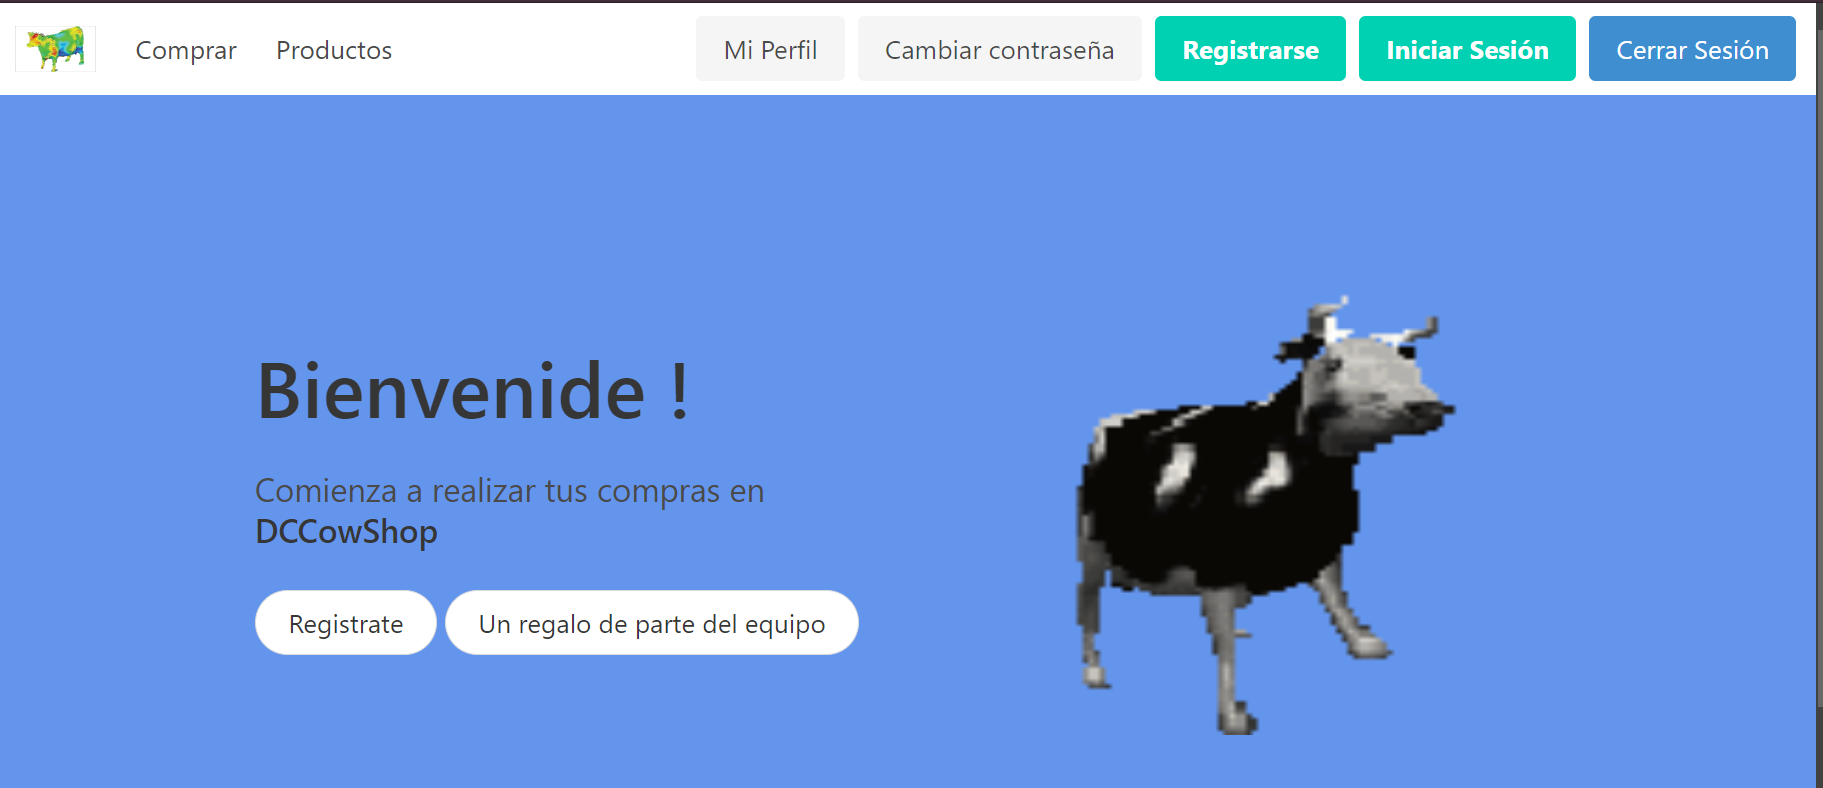 Comprar Productos Mi Perfil Cambiar contraseña Registrarse Iniciar Sesión Cerrar Sesión
Bienvenide !
Comienza a realizar tus compras en
DCCowShop
Registrate Un regalo de parte del equipo